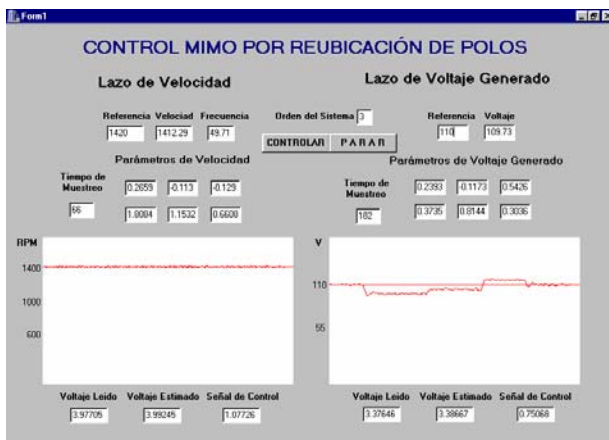 Form1
CONTROL MIMO POR REUBICACIÓN DE POLOS
Lazo de Velocidad
Lazo de Voltaje Generado
Referencia Velociad Frecuencia
Orden del Sistema 3
Referencia Voltaje
1420 1412.29 49.71
110 109.73
CONTROLAR P A R A R
Parámetros de Velocidad
Parámetros de Voltaje Generado
Tiempo de Muestreo
66
0.2659 -0.113 -0.129
1.1532
Tiempo de Muestreo
182
0.2393 -0.1173 0.5426
0.3735 0.8144 0.3036
RPM
1400
1000
600
V
110
55
Voltaje Leido Voltaje Estimado Señal de Control
3.97705 3.99245 1.07726
Voltaje Leido Voltaje Estimado Señal de Control
3.37646 3.38667 0.75068